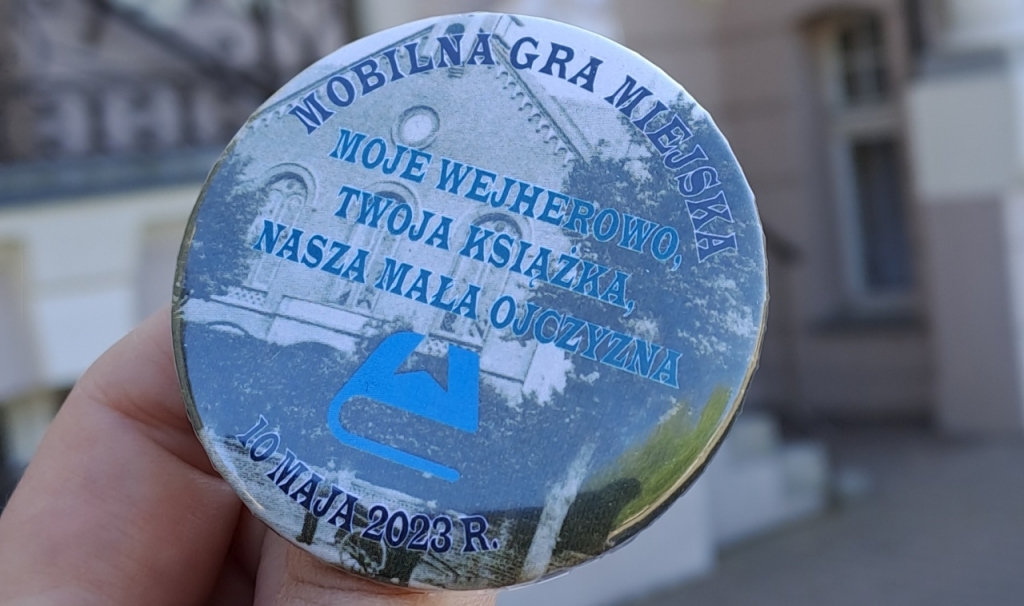 MOBILNA GRA MIEJSKA
MOJE WEJHEROWO,
TWOJA KSIĄŻKA,
NASZA MAŁA OJCZYZNA
10 MAJA 2023 R.